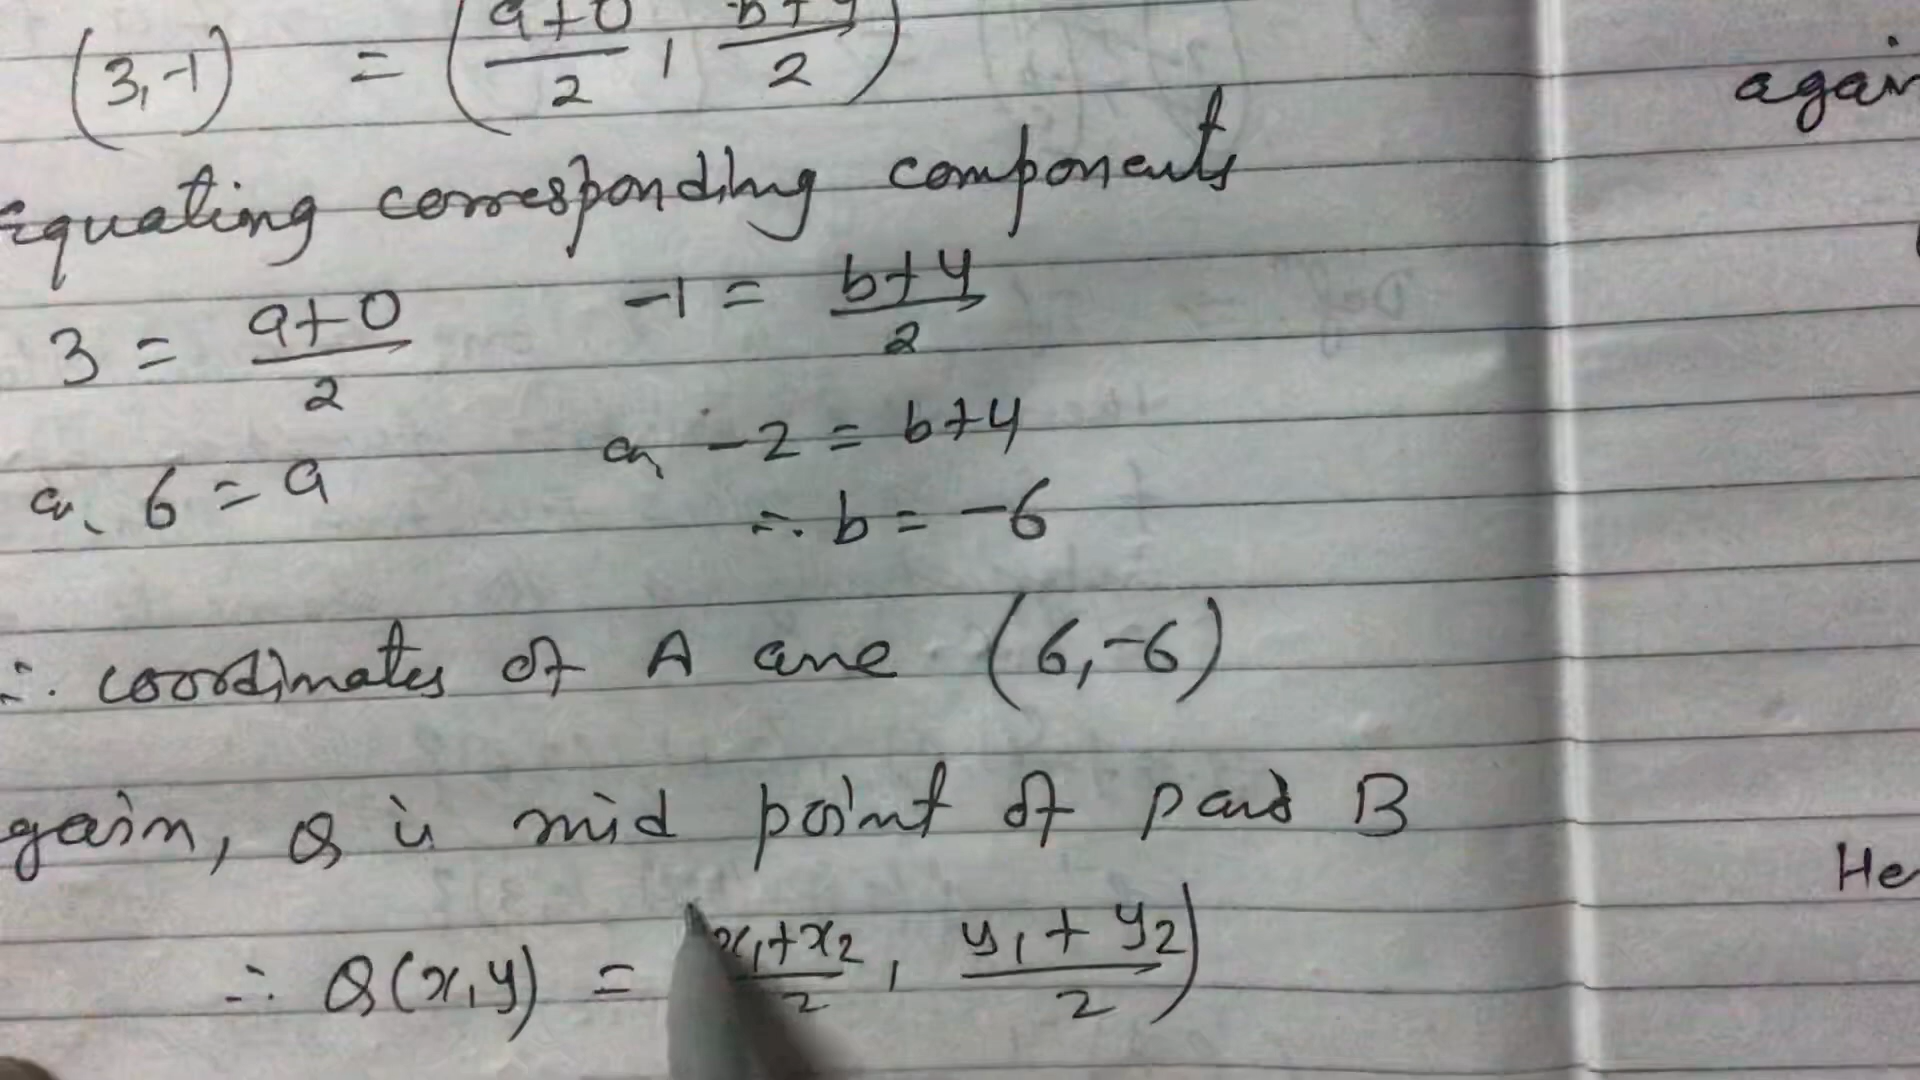 (3,-1) = (a+0/2, b+4/2)
Equating corresponding components
3 = a+0/2   -1 = b+4/2
or, 6 = a   or, -2 = b+4
∴ b = -6
∴ coordinates of A are (6,-6)
gain, Q is mid point of P and B
∴ Q(x,y) = x₁+x₂/2, y₁+y₂/2)
again
He